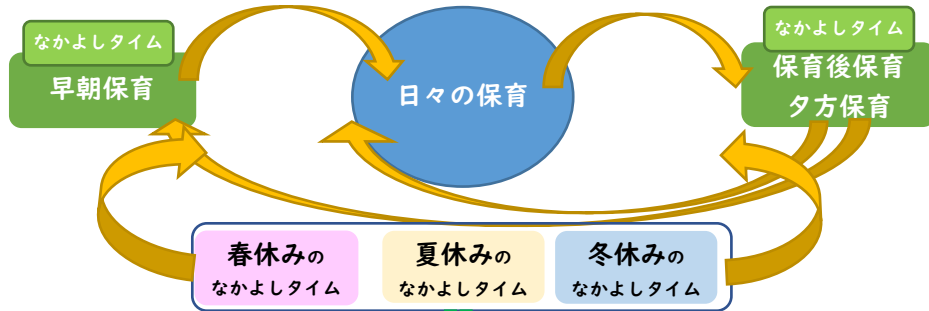 なかよしタイム
早朝保育
日々の保育
なかよしタイム
保育後保育
夕方保育
春休みの
なかよしタイム
夏休みの
なかよしタイム
冬休みの
なかよしタイム